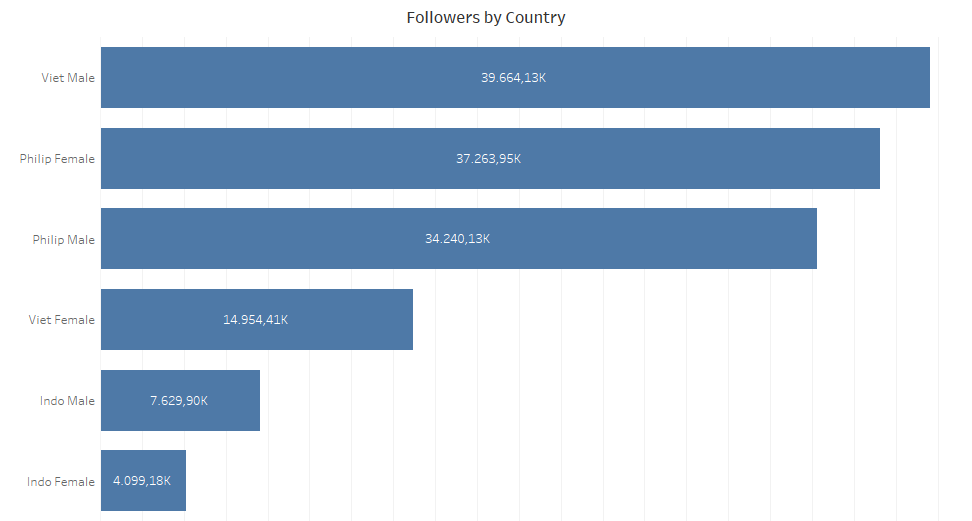 Followers by Country
Viet Male
39.664,13K
Philip Female
37.263,95K
Philip Male
34.240,13K
Viet Female
14.954,41K
Indo Male
7.629,90K
Indo Female
4.099,18K